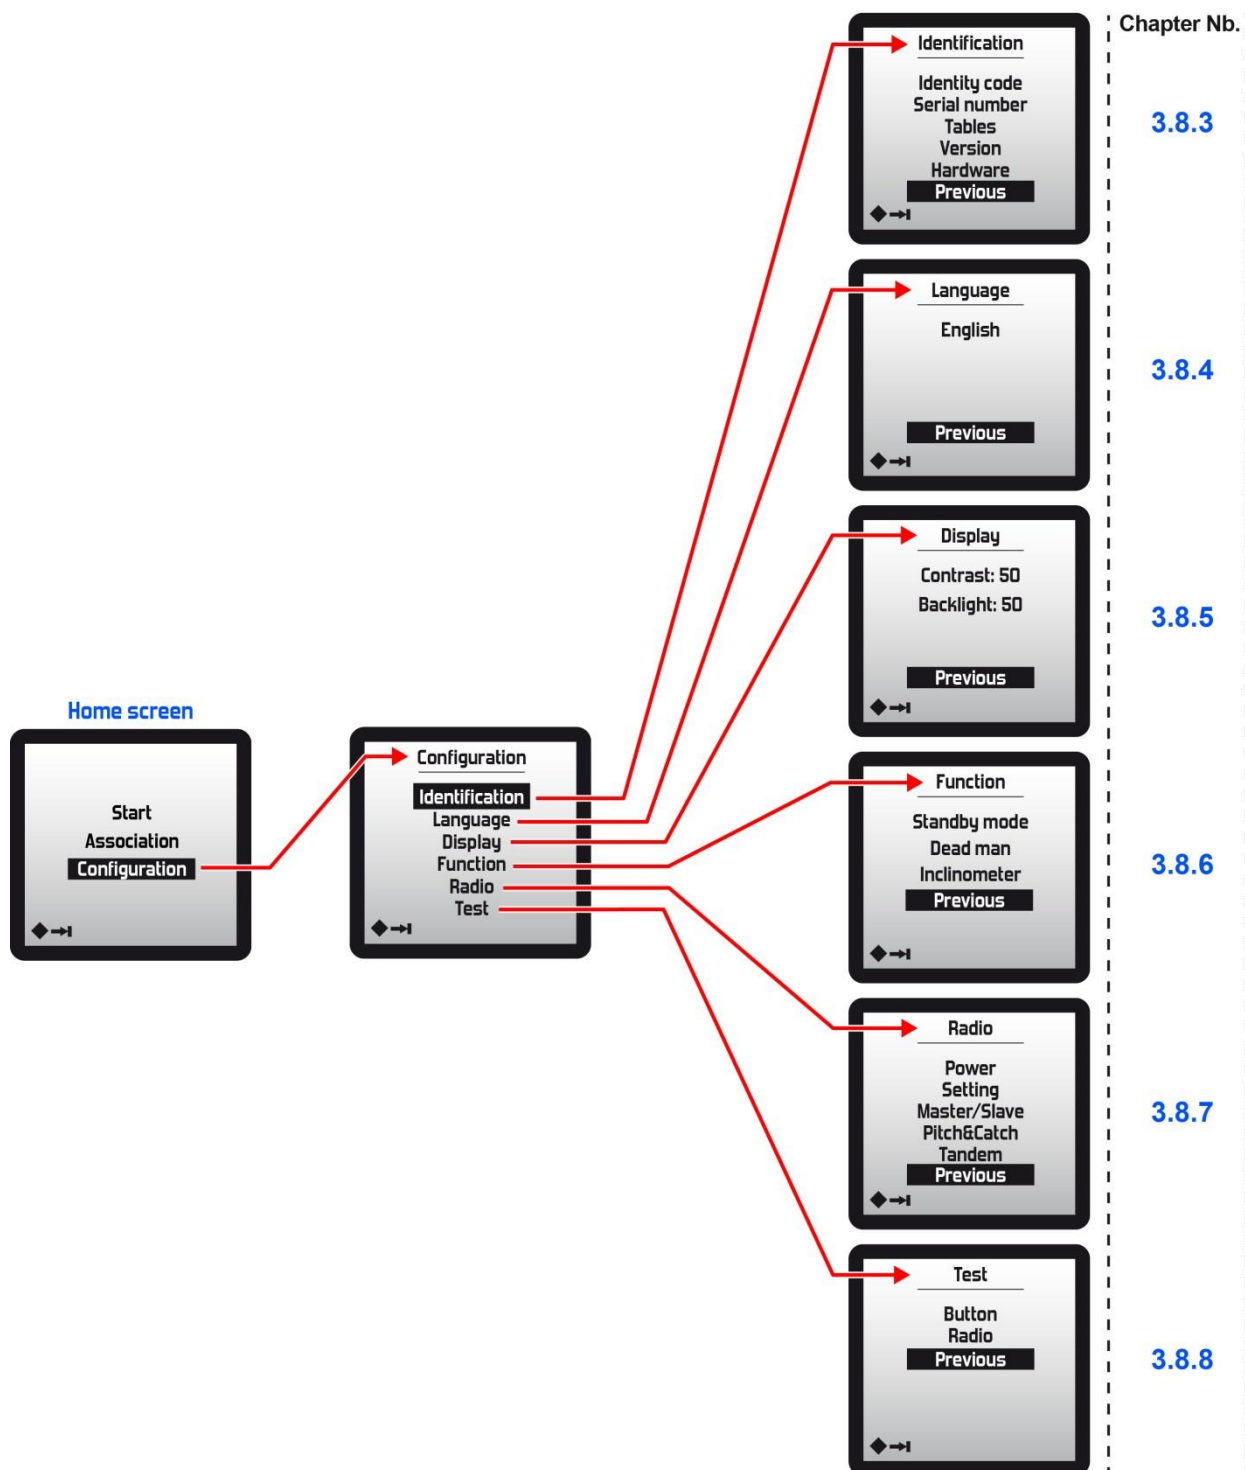 Chapter Nb.
Identification
Identity code
Serial number
Tables
Version
Hardware
Previous
3.8.3
Language
English
Previous
3.8.4
Display
Contrast: 50
Backlight: 50
Previous
3.8.5
Home screen
Start
Association
Configuration
Configuration
Identification
Language
Display
Function
Radio
Test
Function
Standby mode
Dead man
Inclinometer
Previous
3.8.6
Radio
Power
Setting
Master/Slave
Pitch&Catch
Tandem
Previous
3.8.7
Test
Button
Radio
Previous
3.8.8